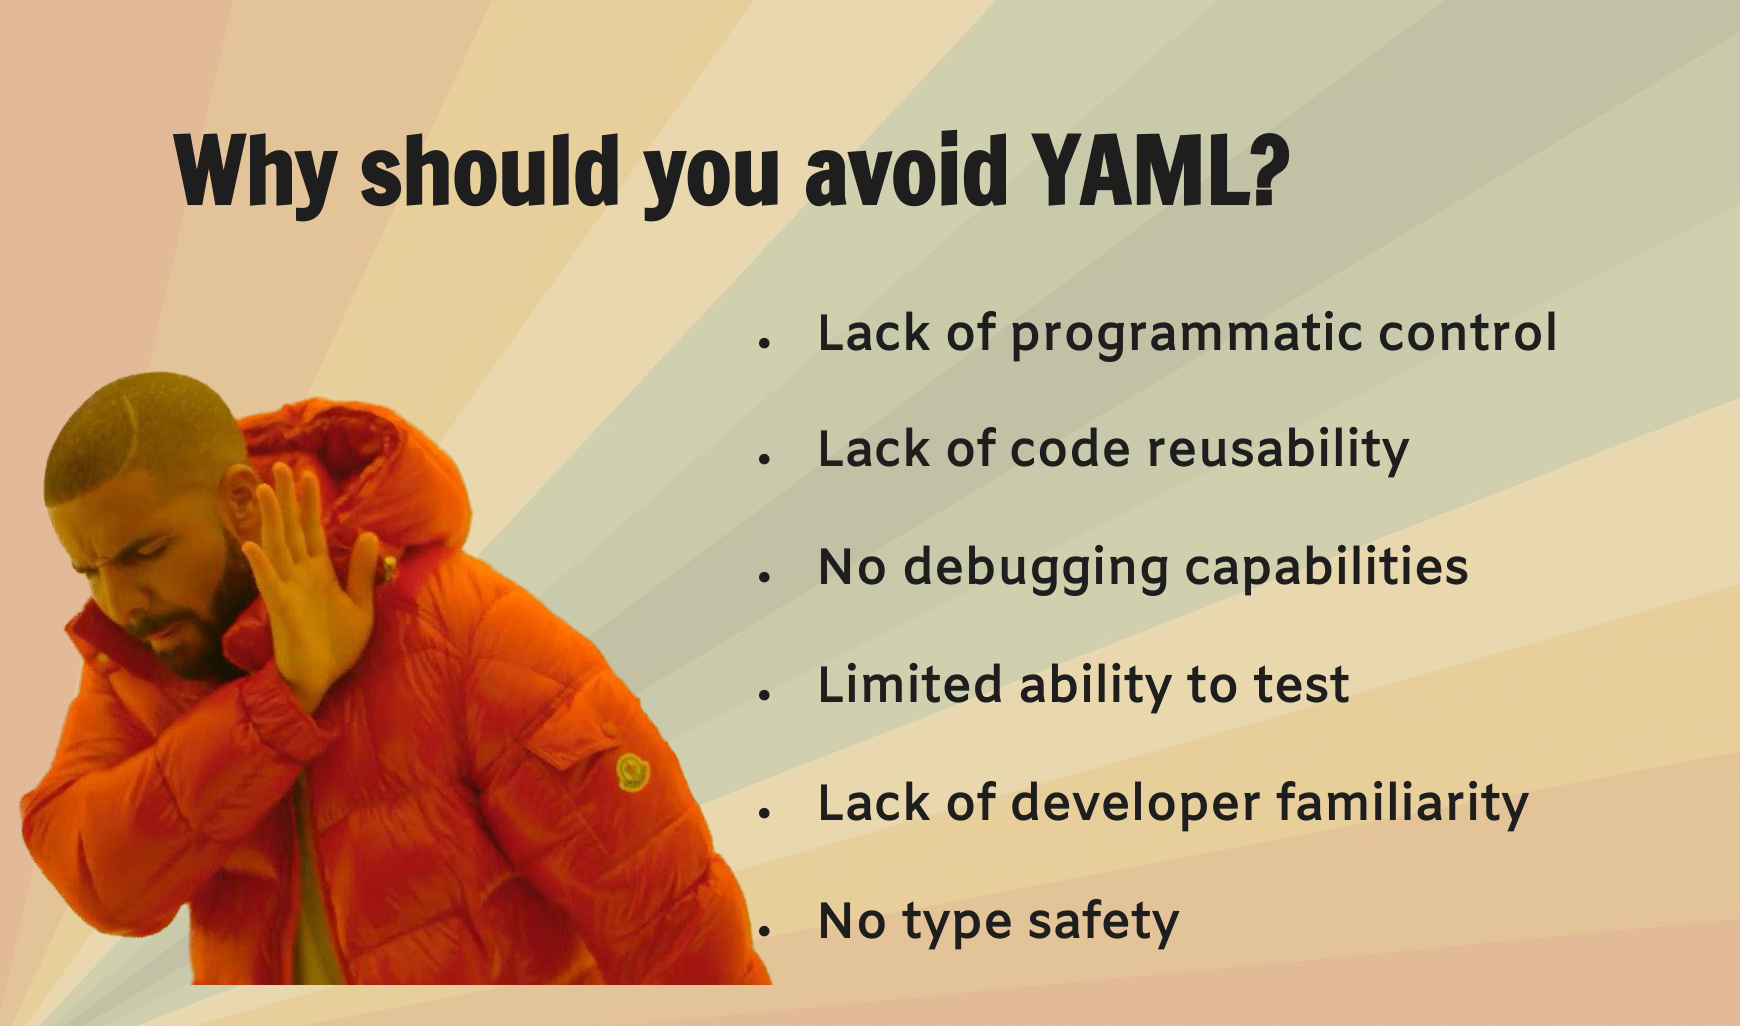 Why should you avoid YAML?
• Lack of programmatic control
• Lack of code reusability
• No debugging capabilities
• Limited ability to test
• Lack of developer familiarity
• No type safety